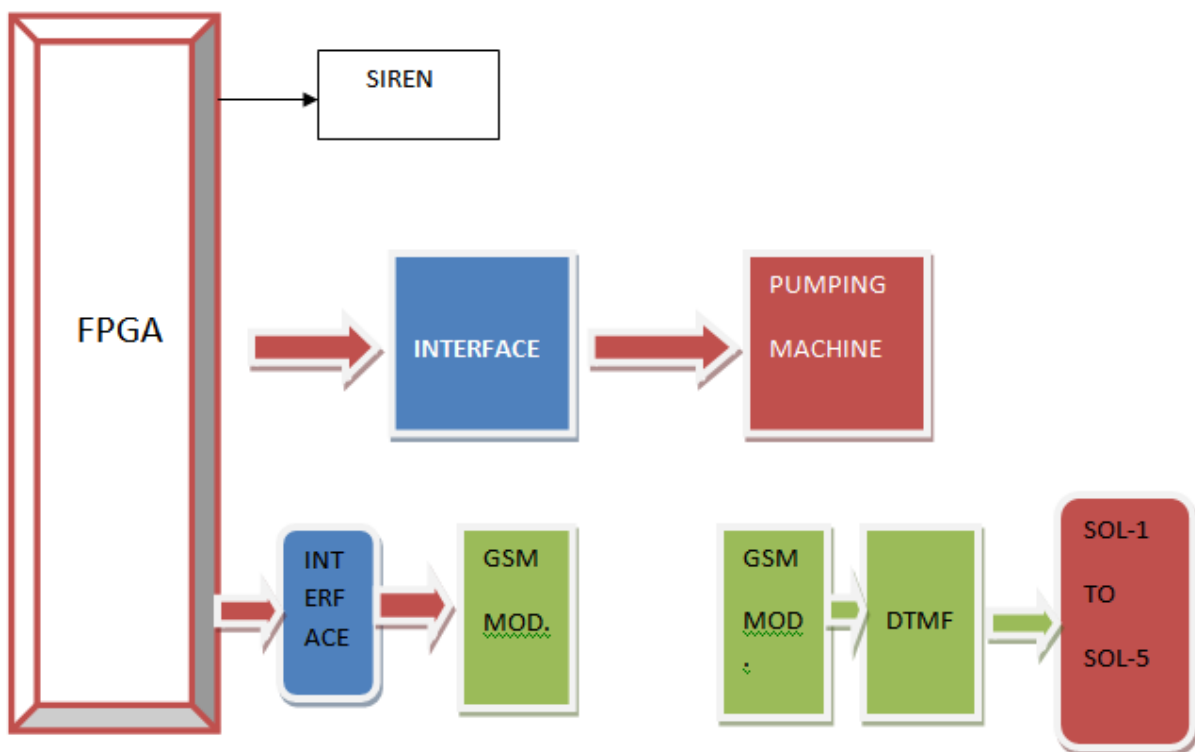 SIREN
FPGA
INTERFACE
PUMPING
MACHINE
INT
ERF
ACE
GSM
MOD.
GSM
MOD
.
DTMF
SOL-1
TO
SOL-5